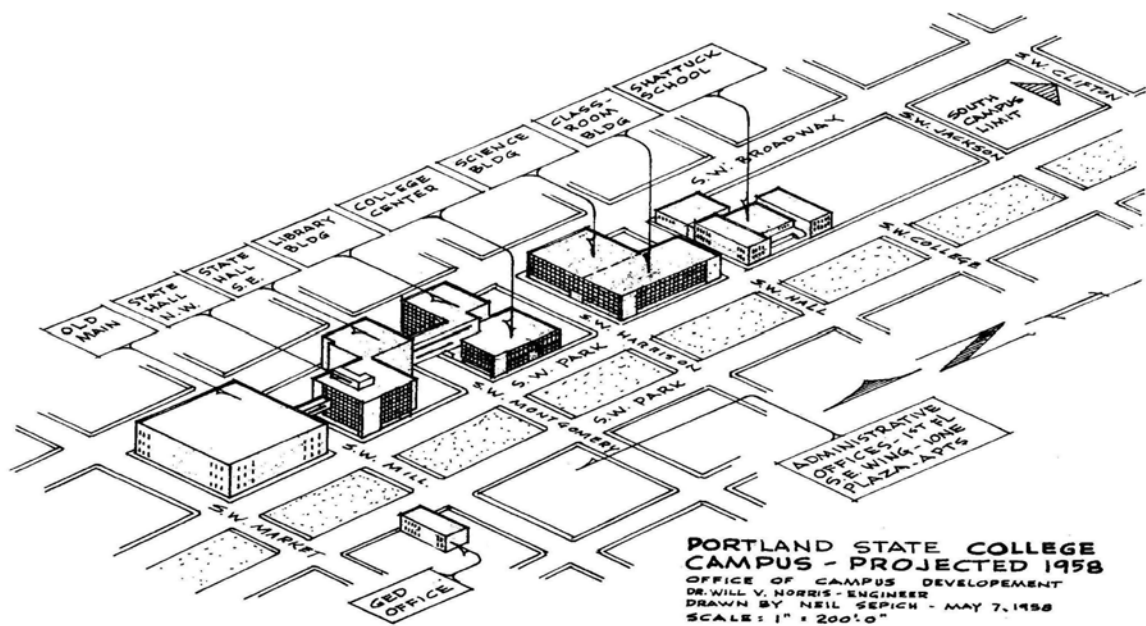 OLD
MAIN
STATE
HALL
N.W.
STATE
HALL
S.E.
LIBRARY
BLDG
COLLEGE
CENTER
SCIENCE
BLDG
CLASS-
ROOM
BLDG
SHATTUCK
SCHOOL
S.W. CLIFTON
SOUTH
CAMPUS
LIMIT
S.W. JACKSON
S.W. BROADWAY
S.W. COLLEGE
S.W. HALL
S.W. HARRISON
S.W. PARK
S.W. PARK
S.W. MONTGOMERY
S.W. MILL
S.W. MARKET
GED
OFFICE
ADMINISTRATIVE
OFFICES - 1ST FL
S.E. WING - IONE
PLAZA - APTS
PORTLAND STATE COLLEGE
CAMPUS - PROJECTED 1958
OFFICE OF CAMPUS DEVELOPEMENT
DR. WILL V. NORRIS - ENGINEER
DRAWN BY NEIL SEPICH - MAY 7, 1958
SCALE: 1" = 200'-0"